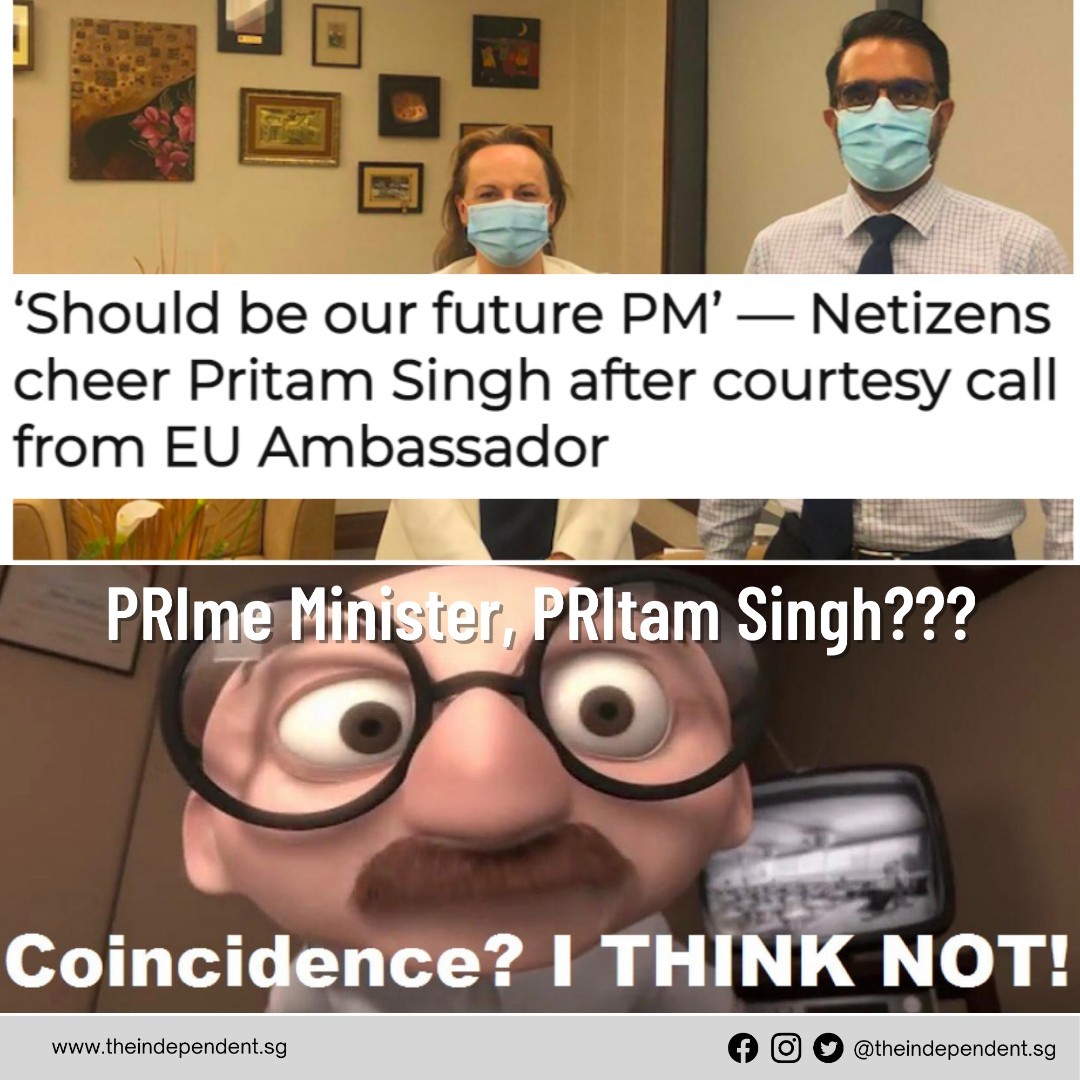 ‘Should be our future PM’ — Netizens
cheer Pritam Singh after courtesy call
from EU Ambassador
PRIme Minister, PRItam Singh???
Coincidence? I THINK NOT!
www.theindependent.sg
@theindependent.sg